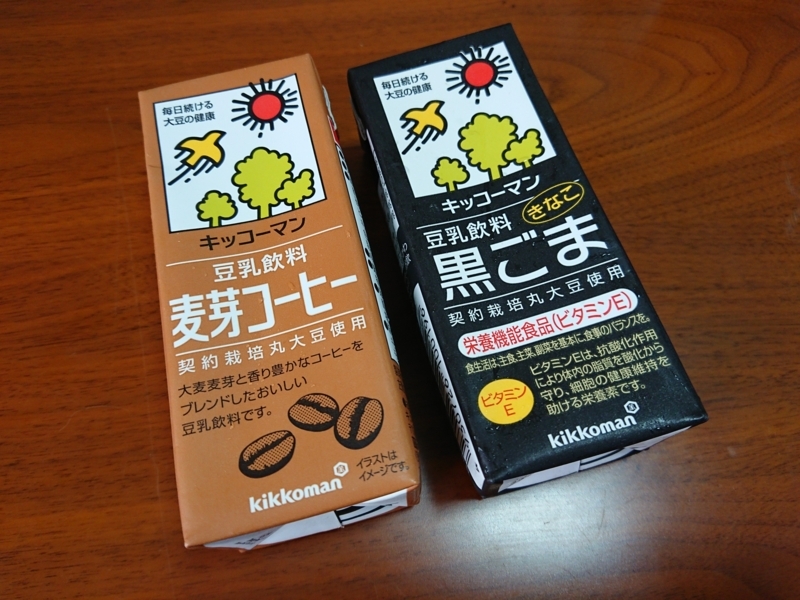 毎日続ける
大豆の健康
キッコーマン
豆乳飲料
麦芽コーヒー
契約栽培丸大豆使用
大麦麦芽と香り豊かなコーヒーを
ブレンドしたおいしい
豆乳飲料です。
イラストは
イメージです。
kikkoman
毎日続ける
大豆の健康
キッコーマン
豆乳飲料
きなこ
黒ごま
契約栽培丸大豆使用
栄養機能食品(ビタミンE)
食生活は、主食、主菜、副菜を基本に、食事のバランスを。
ビタミン
E
ビタミンEは、抗酸化作用
により体内の脂質を酸化から
守り、細胞の健康維持を
助ける栄養素です。
kikkoman